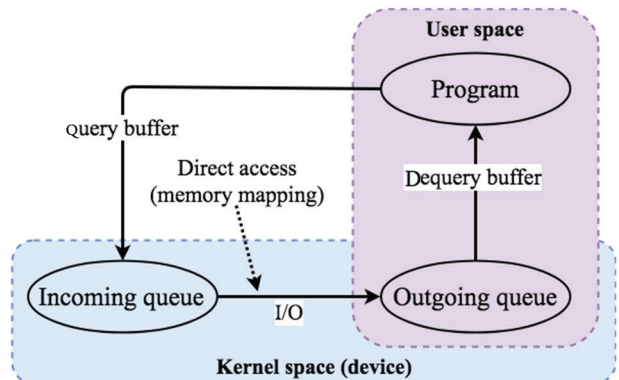 User space
Program
Query buffer
Direct access
(memory mapping)
Dequery buffer
Incoming queue
I/O
Outgoing queue
Kernel space (device)